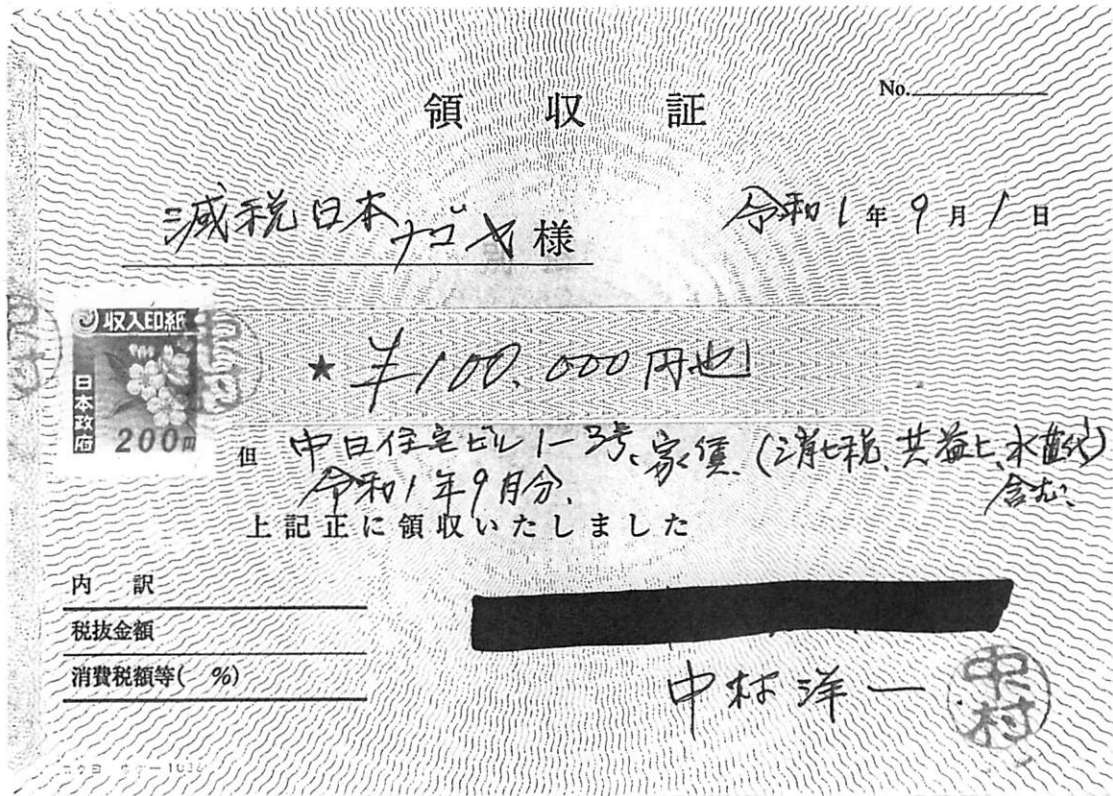 No.
領収証
減税日本ナゴヤ様
令和1年9月1日
収入印紙
日本政府
200円
★ ¥100,000円也
但 中日住宅ビル1-3号、家賃(消ヒ税、共益ヒ、水道代)
令和1年9月分、含む、
上記正に領収いたしました
内訳
税抜金額
消費税額等( %)
中村洋一
中村